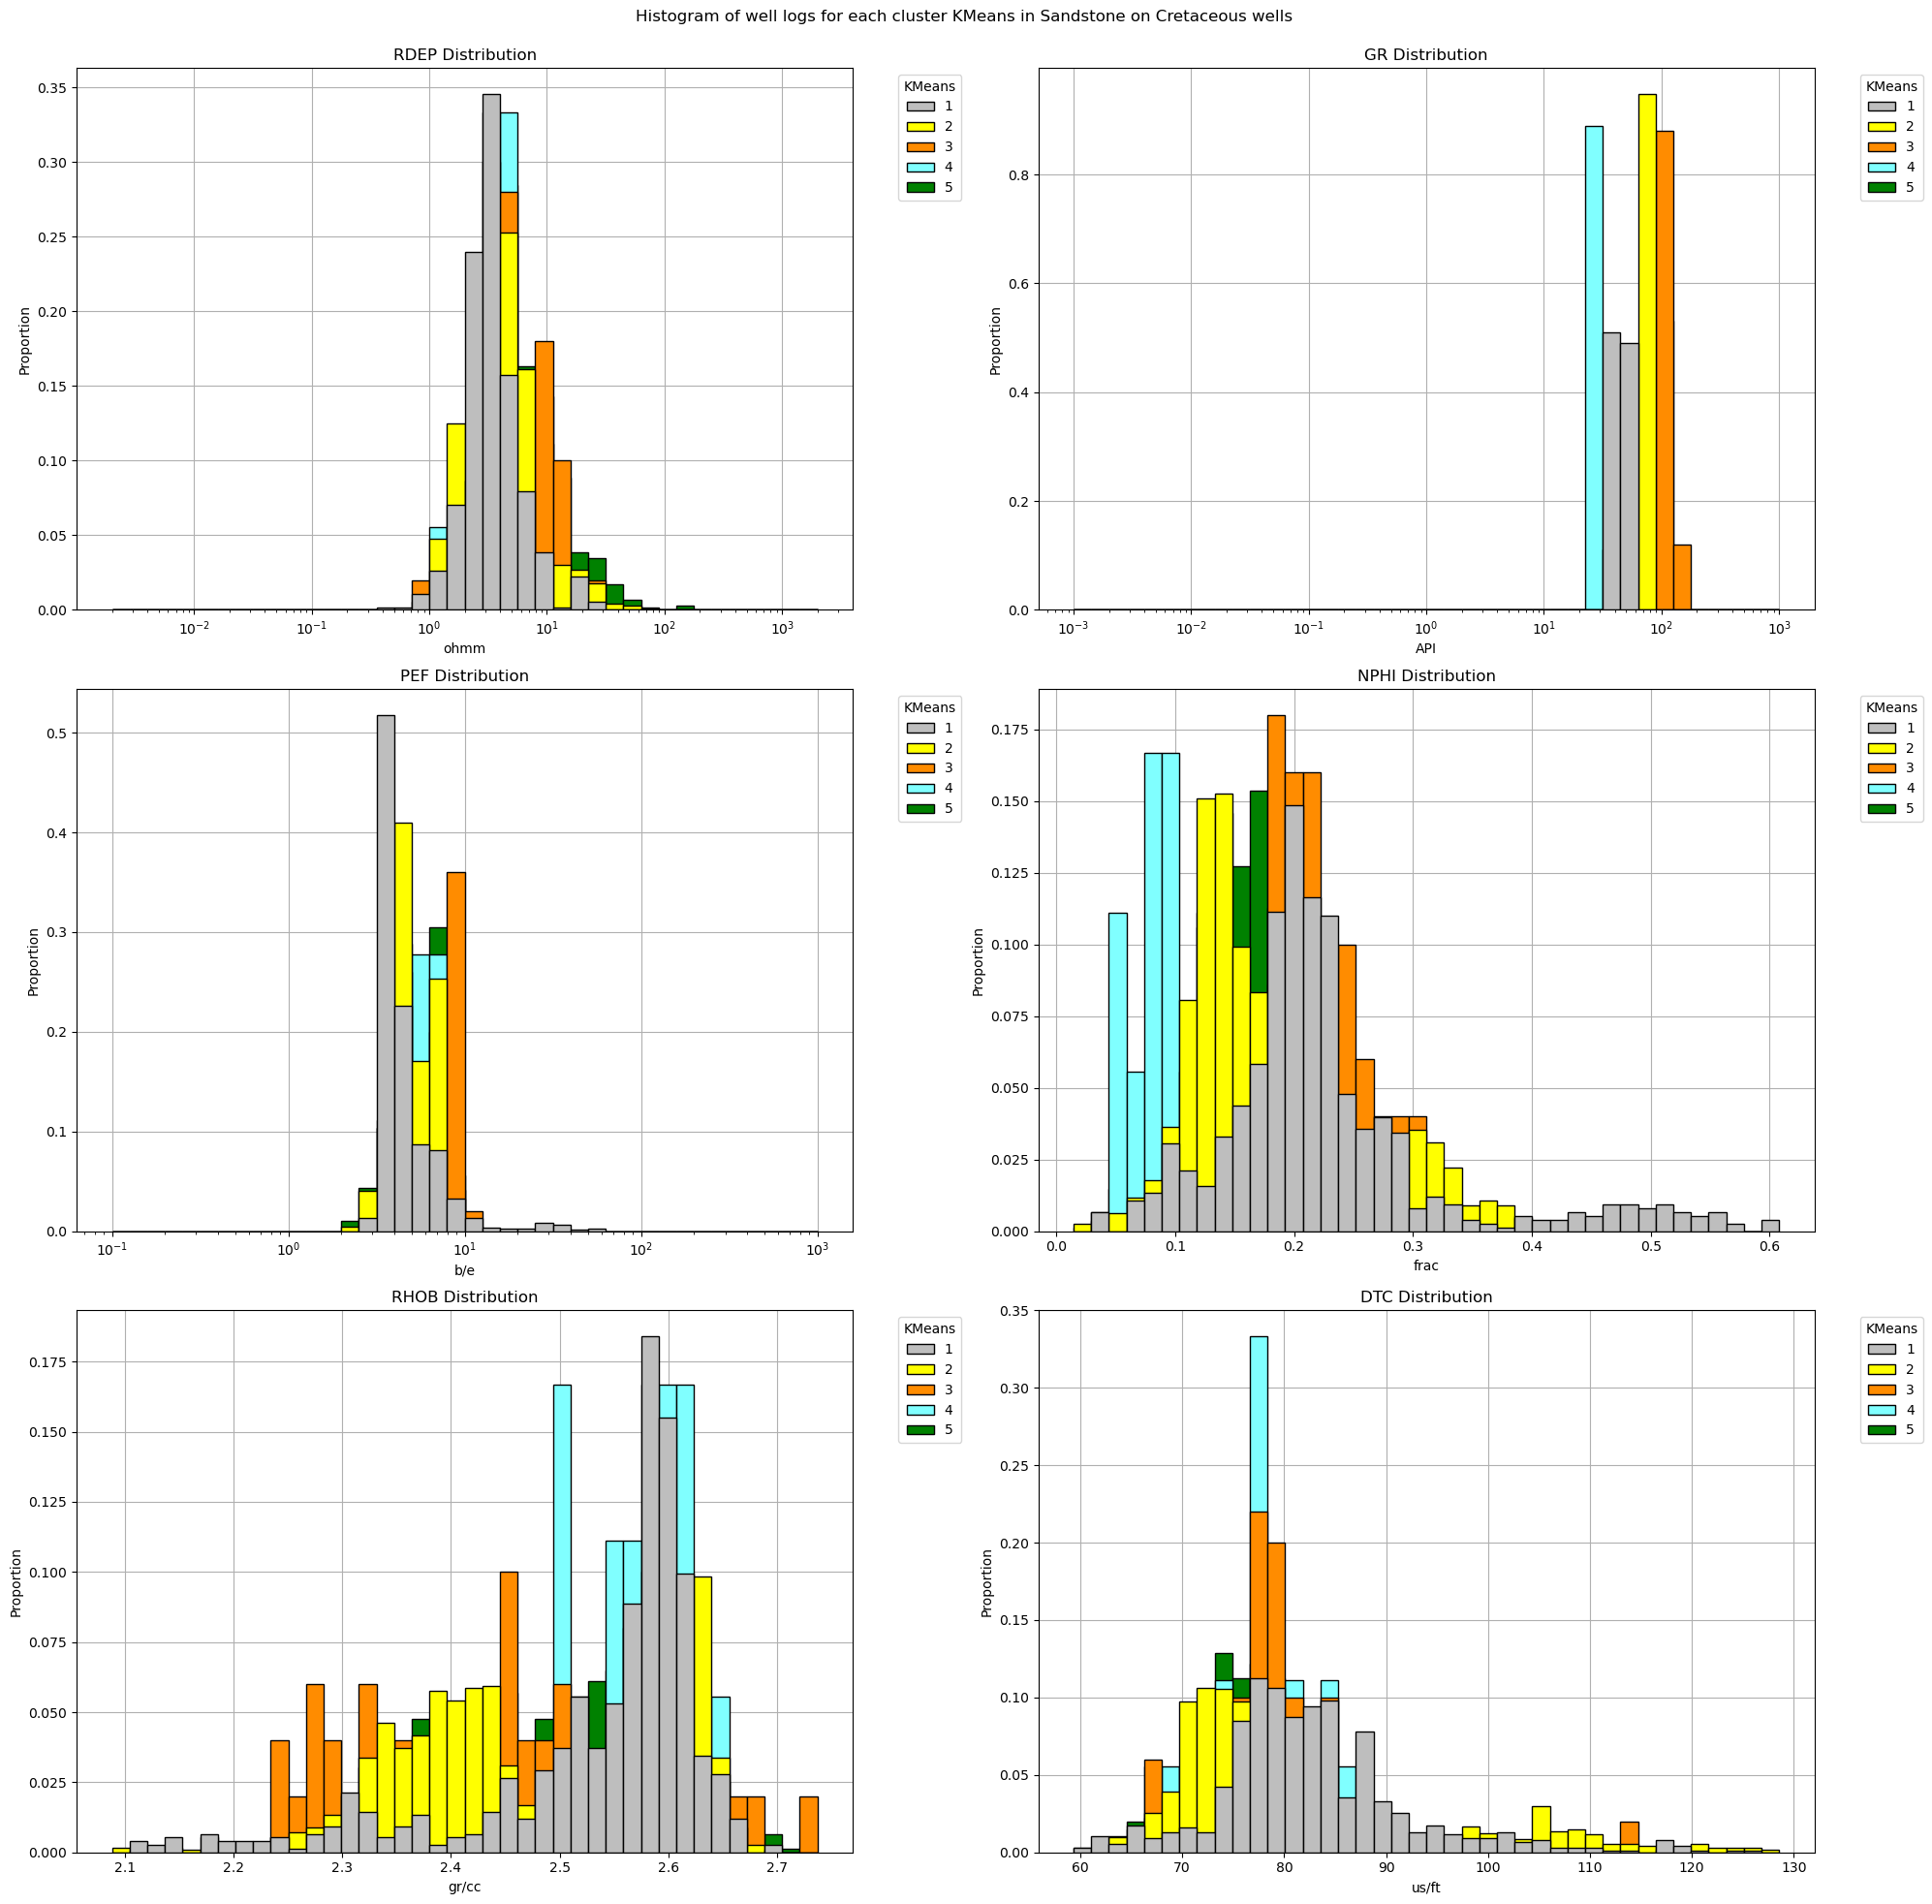 Histogram of well logs for each cluster KMeans in Sandstone on Cretaceous wells
RDEP Distribution
Proportion
0.35
0.30
0.25
0.20
0.15
0.10
0.05
0.00
10⁻² 10⁻¹ 10⁰ 10¹ 10² 10³
ohmm
KMeans
1
2
3
4
5
GR Distribution
Proportion
0.8
0.6
0.4
0.2
0.0
10⁻³ 10⁻² 10⁻¹ 10⁰ 10¹ 10² 10³
API
KMeans
1
2
3
4
5
PEF Distribution
Proportion
0.5
0.4
0.3
0.2
0.1
0.0
10⁻¹ 10⁰ 10¹ 10² 10³
b/e
KMeans
1
2
3
4
5
NPHI Distribution
Proportion
0.175
0.150
0.125
0.100
0.075
0.050
0.025
0.000
0.0 0.1 0.2 0.3 0.4 0.5 0.6
frac
KMeans
1
2
3
4
5
RHOB Distribution
Proportion
0.175
0.150
0.125
0.100
0.075
0.050
0.025
0.000
2.1 2.2 2.3 2.4 2.5 2.6 2.7
gr/cc
KMeans
1
2
3
4
5
DTC Distribution
Proportion
0.35
0.30
0.25
0.20
0.15
0.10
0.05
0.00
60 70 80 90 100 110 120 130
us/ft
KMeans
1
2
3
4
5